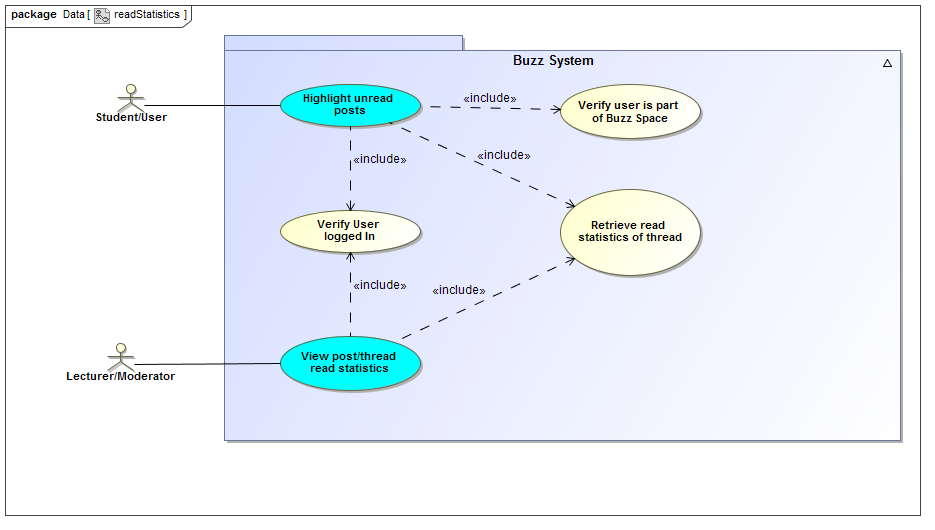 package Data [ readStatistics ]
Buzz System
Highlight unread
posts
«include»
Verify user is part
of Buzz Space
Student/User
«include»
«include»
Verify User
logged In
Retrieve read
statistics of thread
«include»
«include»
View post/thread
read statistics
Lecturer/Moderator